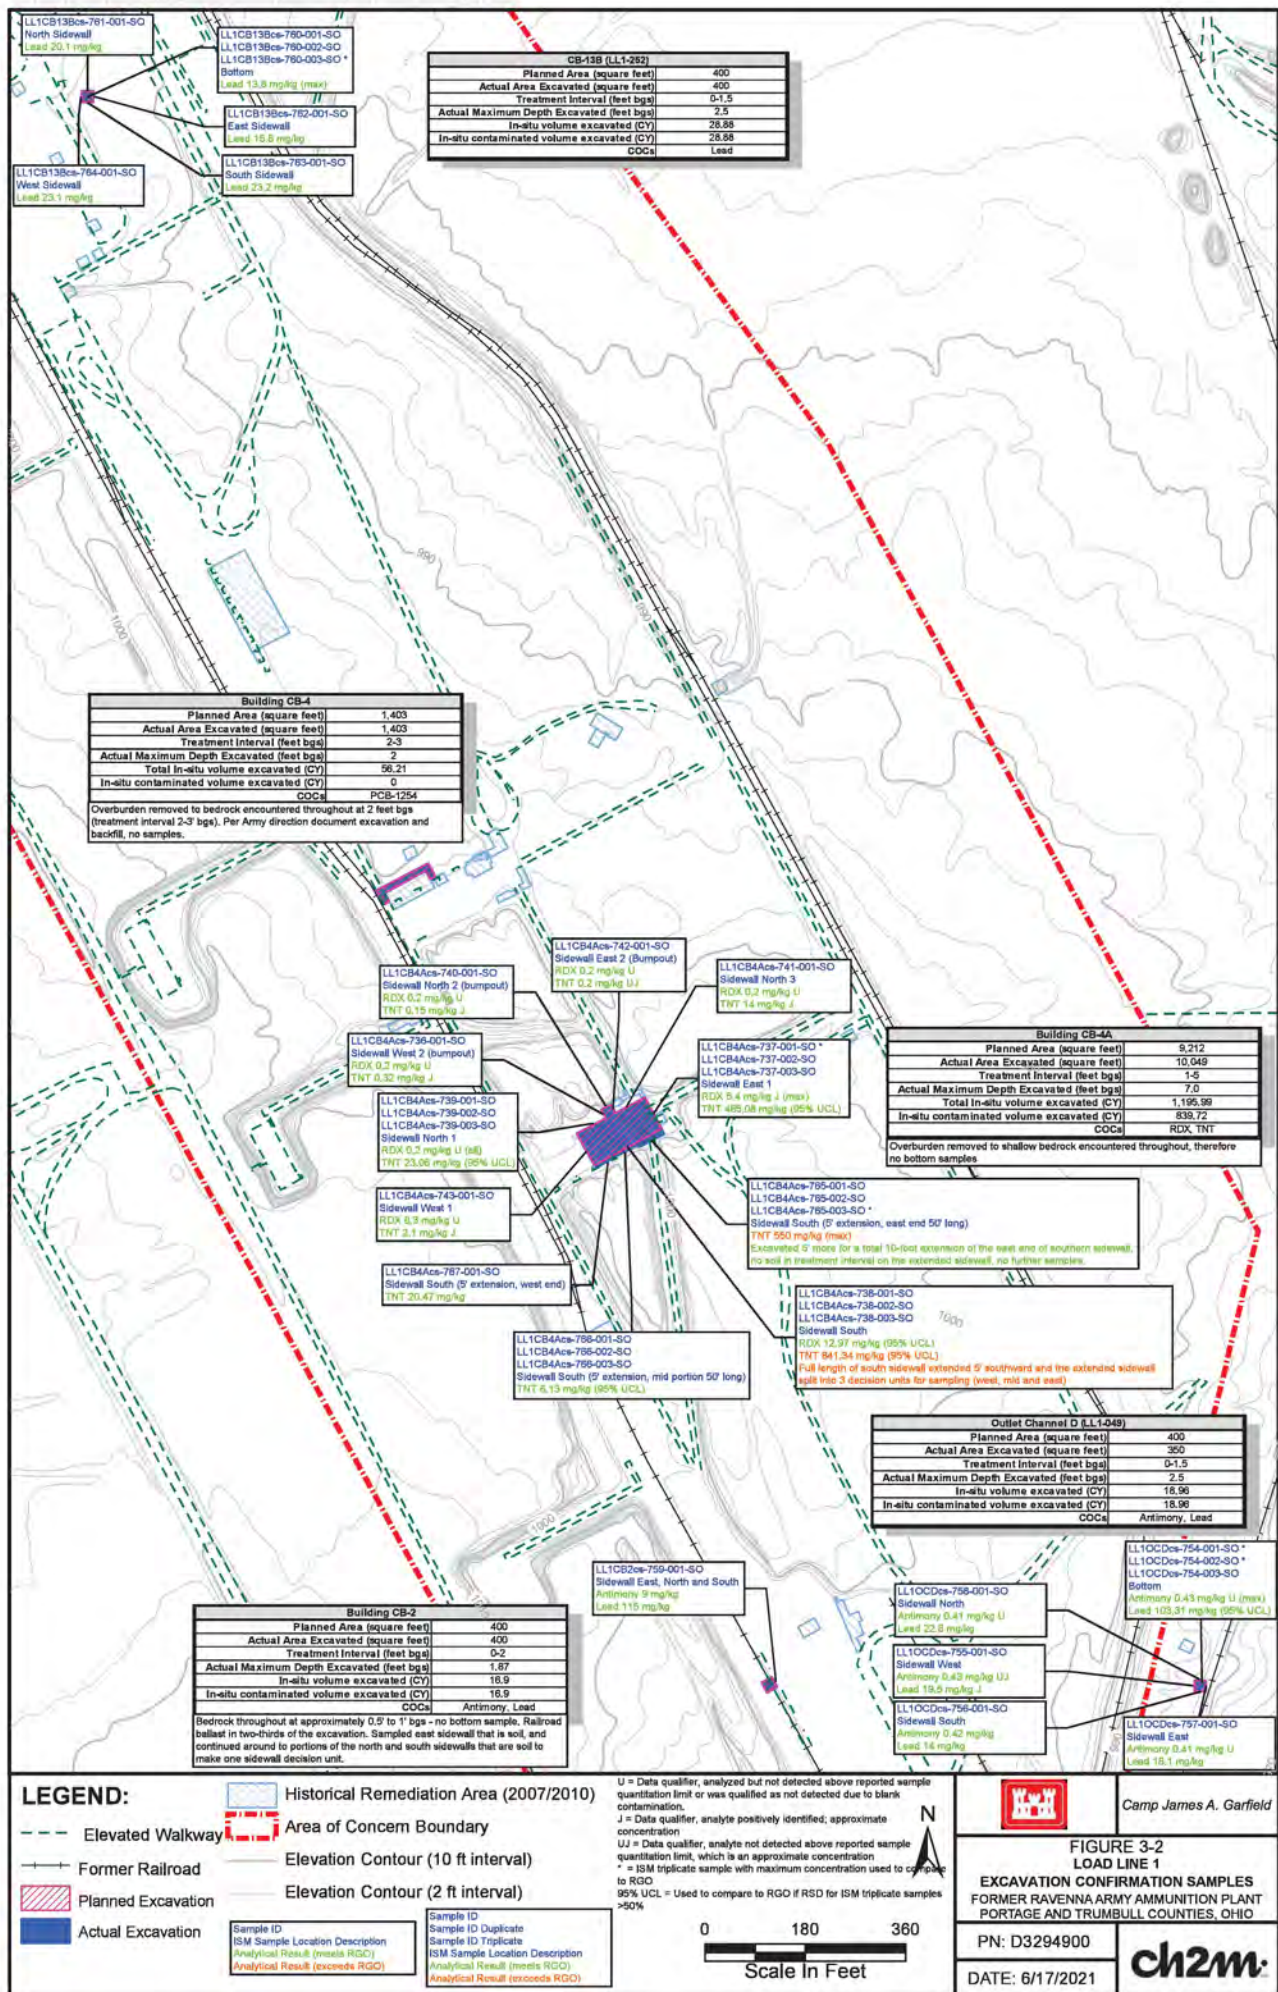 LL1CB13Bcs-761-001-SO
North Sidewall
Lead 20.1 mg/kg
LL1CB13Bcs-760-001-SO
LL1CB13Bcs-760-002-SO
LL1CB13Bcs-760-003-SO *
Bottom
Lead 13.8 mg/kg (max)
LL1CB13Bcs-762-001-SO
East Sidewall
Lead 16.8 mg/kg
LL1CB13Bcs-763-001-SO
South Sidewall
Lead 23.2 mg/kg
LL1CB13Bcs-764-001-SO
West Sidewall
Lead 23.1 mg/kg
CB-13B (LL1-252)
Planned Area (square feet) 400
Actual Area Excavated (square feet) 400
Treatment Interval (feet bgs) 0-1.5
Actual Maximum Depth Excavated (feet bgs) 2.5
In-situ volume excavated (CY) 28.88
In-situ contaminated volume excavated (CY) 28.88
COCs Lead
990
990
1000
Building CB-4
Planned Area (square feet) 1,403
Actual Area Excavated (square feet) 1,403
Treatment Interval (feet bgs) 2-3
Actual Maximum Depth Excavated (feet bgs) 2
Total In-situ volume excavated (CY) 56.21
In-situ contaminated volume excavated (CY) 0
COCs PCB-1254
Overburden removed to bedrock encountered throughout at 2 feet bgs
(treatment interval 2-3' bgs). Per Army direction document excavation and
backfill, no samples.
LL1CB4Acs-742-001-SO
Sidewall East 2 (Bumpout)
RDX 0.2 mg/kg U
TNT 0.2 mg/kg UJ
LL1CB4Acs-740-001-SO
Sidewall North 2 (bumpout)
RDX 0.2 mg/kg U
TNT 0.15 mg/kg J
LL1CB4Acs-741-001-SO
Sidewall North 3
RDX 0.2 mg/kg U
TNT 14 mg/kg J
LL1CB4Acs-736-001-SO
Sidewall West 2 (bumpout)
RDX 0.2 mg/kg U
TNT 0.32 mg/kg J
LL1CB4Acs-737-001-SO *
LL1CB4Acs-737-002-SO
LL1CB4Acs-737-003-SO
Sidewall East 1
RDX 5.4 mg/kg J (max)
TNT 465.08 mg/kg (95% UCL)
Building CB-4A
Planned Area (square feet) 9,212
Actual Area Excavated (square feet) 10,049
Treatment Interval (feet bgs) 1-5
Actual Maximum Depth Excavated (feet bgs) 7.0
Total In-situ volume excavated (CY) 1,195.99
In-situ contaminated volume excavated (CY) 839.72
COCs RDX, TNT
Overburden removed to shallow bedrock encountered throughout, therefore
no bottom samples
LL1CB4Acs-739-001-SO
LL1CB4Acs-739-002-SO
LL1CB4Acs-739-003-SO
Sidewall North 1
RDX 0.2 mg/kg U (all)
TNT 23.06 mg/kg (95% UCL)
LL1CB4Acs-743-001-SO
Sidewall West 1
RDX mg/kg U
TNT 2.1 mg/kg J
LL1CB4Acs-765-001-SO
LL1CB4Acs-765-002-SO
LL1CB4Acs-765-003-SO *
Sidewall South (5' extension, east end 50' long)
TNT 550 mg/kg (max)
Excavated 5' more for a total 10-foot extension of the east end of southern sidewall,
no soil in treatment interval on the extended sidewall, no further samples.
LL1CB4Acs-767-001-SO
Sidewall South (5' extension, west end)
TNT 20.47 mg/kg
LL1CB4Acs-738-001-SO
LL1CB4Acs-738-002-SO
LL1CB4Acs-738-003-SO
Sidewall South
RDX 12.97 mg/kg (95% UCL)
TNT 641.34 mg/kg (95% UCL)
Full length of south sidewall extended 5' southward and the extended sidewall
split into 3 decision units for sampling (west, mid and east)
1000
LL1CB4Acs-766-001-SO
LL1CB4Acs-766-002-SO
LL1CB4Acs-766-003-SO
Sidewall South (5' extension, mid portion 50' long)
TNT 6.13 mg/kg (95% UCL)
Outlet Channel D (LL1-049)
Planned Area (square feet) 400
Actual Area Excavated (square feet) 350
Treatment Interval (feet bgs) 0-1.5
Actual Maximum Depth Excavated (feet bgs) 2.5
In-situ volume excavated (CY) 18.96
In-situ contaminated volume excavated (CY) 18.96
COCs Antimony, Lead
1000
LL1CB2cs-759-001-SO
Sidewall East, North and South
Antimony 9 mg/kg
Lead 115 mg/kg
LL1OCDcs-754-001-SO *
LL1OCDcs-754-002-SO *
LL1OCDcs-754-003-SO
Bottom
Antimony 0.43 mg/kg U (max)
Lead 103.31 mg/kg (95% UCL)
LL1OCDcs-758-001-SO
Sidewall North
Antimony 0.41 mg/kg U
Lead 22.8 mg/kg
LL1OCDcs-755-001-SO
Sidewall West
Antimony 0.43 mg/kg UJ
Lead 19.5 mg/kg J
LL1OCDcs-756-001-SO
Sidewall South
Antimony 0.42 mg/kg
Lead 14 mg/kg
LL1OCDcs-757-001-SO
Sidewall East
Antimony 0.41 mg/kg U
Lead 16.1 mg/kg
Building CB-2
Planned Area (square feet) 400
Actual Area Excavated (square feet) 400
Treatment Interval (feet bgs) 0-2
Actual Maximum Depth Excavated (feet bgs) 1.67
In-situ volume excavated (CY) 16.9
In-situ contaminated volume excavated (CY) 16.9
COCs Antimony, Lead
Bedrock throughout at approximately 0.5' to 1' bgs - no bottom sample. Railroad
ballast in two-thirds of the excavation. Sampled east sidewall that is soil, and
continued around to portions of the north and south sidewalls that are soil to
make one sidewall decision unit.
LEGEND:
Elevated Walkway
Former Railroad
Planned Excavation
Actual Excavation
Historical Remediation Area (2007/2010)
Area of Concern Boundary
Elevation Contour (10 ft interval)
Elevation Contour (2 ft interval)
Sample ID
ISM Sample Location Description
Analytical Result (meets RGO)
Analytical Result (exceeds RGO)
Sample ID
Sample ID Duplicate
Sample ID Triplicate
ISM Sample Location Description
Analytical Result (meets RGO)
Analytical Result (exceeds RGO)
U = Data qualifier, analyzed but not detected above reported sample
quantitation limit or was qualified as not detected due to blank
contamination.
J = Data qualifier, analyte positively identified; approximate
concentration
UJ = Data qualifier, analyte not detected above reported sample
quantitation limit, which is an approximate concentration
* = ISM triplicate sample with maximum concentration used to compare
to RGO
95% UCL = Used to compare to RGO if RSD for ISM triplicate samples
>50%
N
0 180 360
Scale In Feet
Camp James A. Garfield
FIGURE 3-2
LOAD LINE 1
EXCAVATION CONFIRMATION SAMPLES
FORMER RAVENNA ARMY AMMUNITION PLANT
PORTAGE AND TRUMBULL COUNTIES, OHIO
PN: D3294900
DATE: 6/17/2021
ch2m: